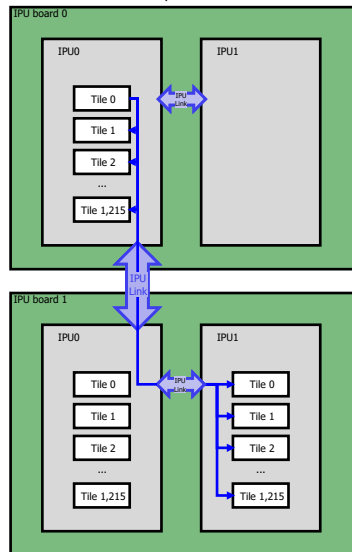 IPU board 0
IPU0
IPU1
Tile 0
Tile 1
Tile 2
...
Tile 1,215
IPU
Link
IPU
Link
IPU board 1
IPU0
IPU1
Tile 0
Tile 1
Tile 2
...
Tile 1,215
IPU
Link
Tile 0
Tile 1
Tile 2
...
Tile 1,215